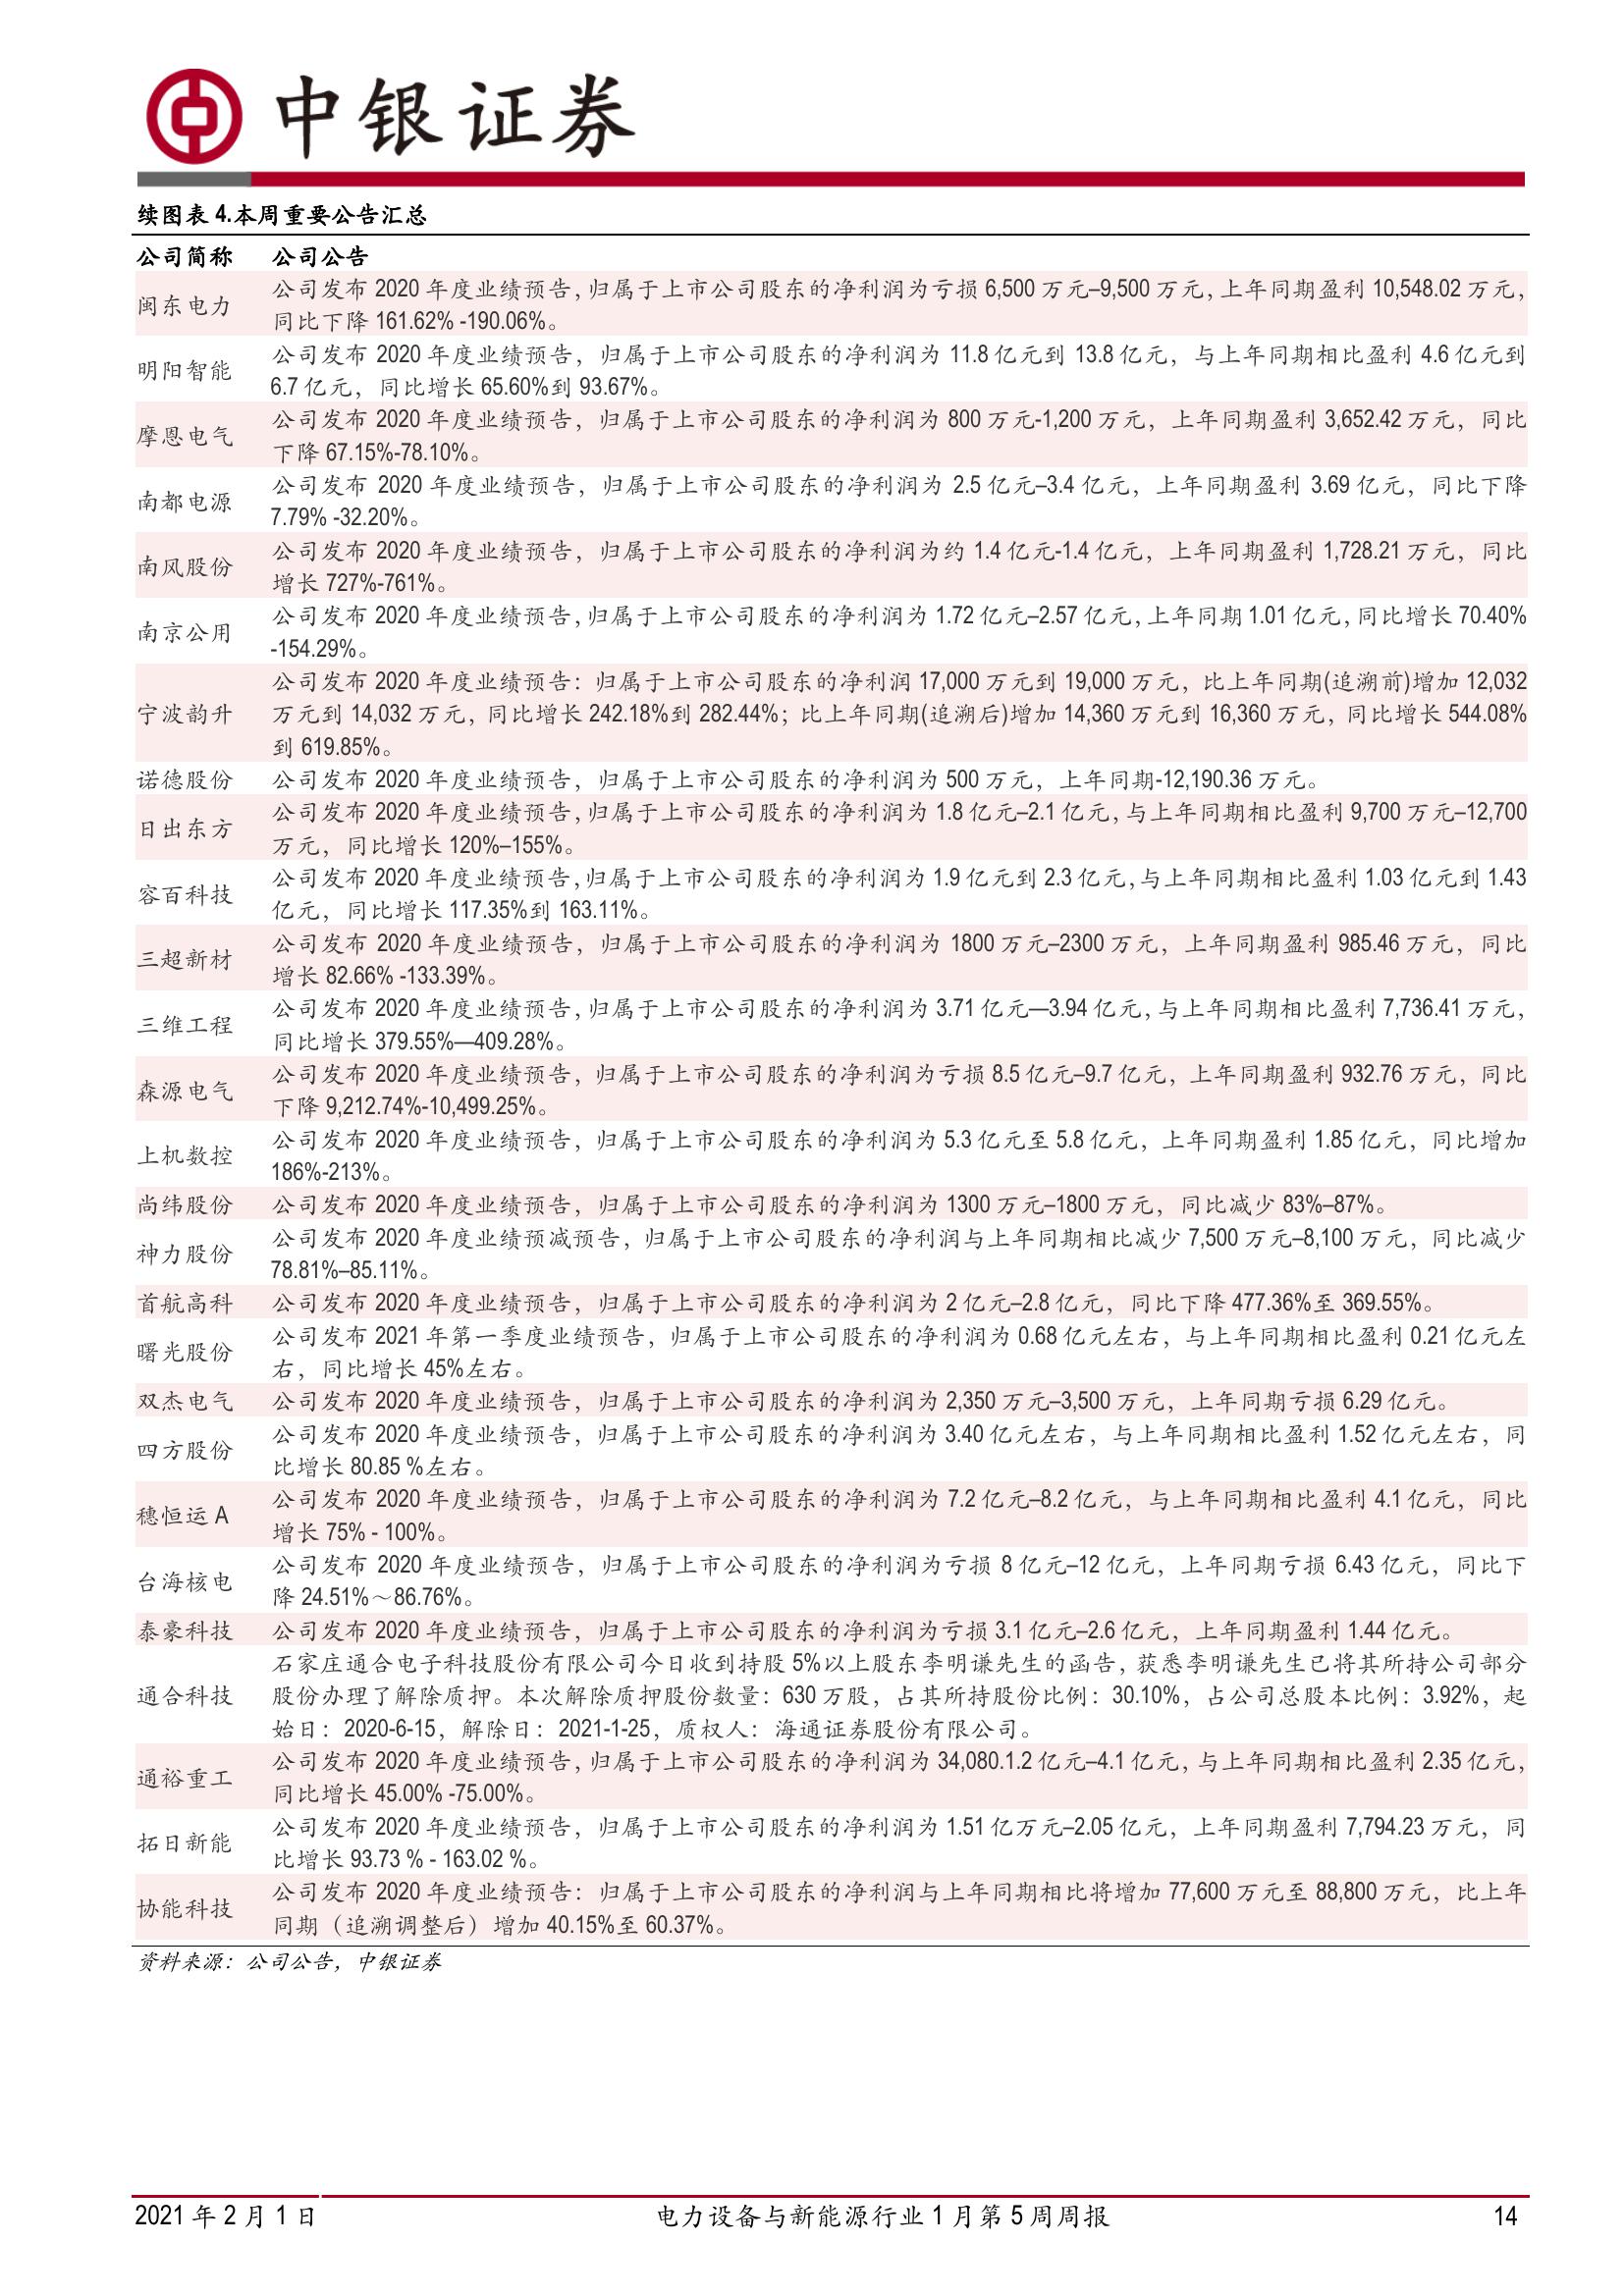 中银证券
续图表 4.本周重要公告汇总
公司简称 公司公告
闽东电力 公司发布 2020 年度业绩预告,归属于上市公司股东的净利润为亏损 6,500 万元–9,500 万元,上年同期盈利 10,548.02 万元,
同比下降 161.62% -190.06%。
明阳智能 公司发布 2020 年度业绩预告，归属于上市公司股东的净利润为 11.8 亿元到 13.8 亿元，与上年同期相比盈利 4.6 亿元到
6.7 亿元，同比增长 65.60%到 93.67%。
摩恩电气 公司发布 2020 年度业绩预告，归属于上市公司股东的净利润为 800 万元-1,200 万元，上年同期盈利 3,652.42 万元，同比
下降 67.15%-78.10%。
南都电源 公司发布 2020 年度业绩预告，归属于上市公司股东的净利润为 2.5 亿元–3.4 亿元，上年同期盈利 3.69 亿元，同比下降
7.79% -32.20%。
南风股份 公司发布 2020 年度业绩预告，归属于上市公司股东的净利润为约 1.4 亿元-1.4 亿元，上年同期盈利 1,728.21 万元，同比
增长 727%-761%。
南京公用 公司发布 2020 年度业绩预告,归属于上市公司股东的净利润为 1.72 亿元–2.57 亿元,上年同期 1.01 亿元,同比增长 70.40%
-154.29%。
宁波韵升 公司发布 2020 年度业绩预告：归属于上市公司股东的净利润 17,000 万元到 19,000 万元，比上年同期(追溯前)增加 12,032
万元到 14,032 万元，同比增长 242.18%到 282.44%；比上年同期(追溯后)增加 14,360 万元到 16,360 万元，同比增长 544.08%
到 619.85%。
诺德股份 公司发布 2020 年度业绩预告，归属于上市公司股东的净利润为 500 万元，上年同期-12,190.36 万元。
日出东方 公司发布 2020 年度业绩预告,归属于上市公司股东的净利润为 1.8 亿元–2.1 亿元,与上年同期相比盈利 9,700 万元–12,700
万元，同比增长 120%–155%。
容百科技 公司发布 2020 年度业绩预告,归属于上市公司股东的净利润为 1.9 亿元到 2.3 亿元,与上年同期相比盈利 1.03 亿元到 1.43
亿元，同比增长 117.35%到 163.11%。
三超新材 公司发布 2020 年度业绩预告，归属于上市公司股东的净利润为 1800 万元–2300 万元，上年同期盈利 985.46 万元，同比
增长 82.66% -133.39%。
三维工程 公司发布 2020 年度业绩预告,归属于上市公司股东的净利润为 3.71 亿元—3.94 亿元,与上年同期相比盈利 7,736.41 万元,
同比增长 379.55%—409.28%。
森源电气 公司发布 2020 年度业绩预告，归属于上市公司股东的净利润为亏损 8.5 亿元–9.7 亿元，上年同期盈利 932.76 万元，同比
下降 9,212.74%-10,499.25%。
上机数控 公司发布 2020 年度业绩预告，归属于上市公司股东的净利润为 5.3 亿元至 5.8 亿元，上年同期盈利 1.85 亿元，同比增加
186%-213%。
尚纬股份 公司发布 2020 年度业绩预告，归属于上市公司股东的净利润为 1300 万元–1800 万元，同比减少 83%–87%。
神力股份 公司发布 2020 年度业绩预减预告，归属于上市公司股东的净利润与上年同期相比减少 7,500 万元–8,100 万元，同比减少
78.81%–85.11%。
首航高科 公司发布 2020 年度业绩预告，归属于上市公司股东的净利润为 2 亿元–2.8 亿元，同比下降 477.36%至 369.55%。
曙光股份 公司发布 2021 年第一季度业绩预告，归属于上市公司股东的净利润为 0.68 亿元左右，与上年同期相比盈利 0.21 亿元左
右，同比增长 45%左右。
双杰电气 公司发布 2020 年度业绩预告，归属于上市公司股东的净利润为 2,350 万元–3,500 万元，上年同期亏损 6.29 亿元。
四方股份 公司发布 2020 年度业绩预告，归属于上市公司股东的净利润为 3.40 亿元左右，与上年同期相比盈利 1.52 亿元左右，同
比增长 80.85 %左右。
穗恒运 A 公司发布 2020 年度业绩预告，归属于上市公司股东的净利润为 7.2 亿元–8.2 亿元，与上年同期相比盈利 4.1 亿元，同比
增长 75% - 100%。
台海核电 公司发布 2020 年度业绩预告，归属于上市公司股东的净利润为亏损 8 亿元–12 亿元，上年同期亏损 6.43 亿元，同比下
降 24.51%～86.76%。
泰豪科技 公司发布 2020 年度业绩预告，归属于上市公司股东的净利润为亏损 3.1 亿元–2.6 亿元，上年同期盈利 1.44 亿元。
通合科技 石家庄通合电子科技股份有限公司今日收到持股 5%以上股东李明谦先生的函告，获悉李明谦先生已将其所持公司部分
股份办理了解除质押。本次解除质押股份数量：630 万股，占其所持股份比例：30.10%，占公司总股本比例：3.92%，起
始日：2020-6-15，解除日：2021-1-25，质权人：海通证券股份有限公司。
通裕重工 公司发布 2020 年度业绩预告,归属于上市公司股东的净利润为 34,080.1.2 亿元–4.1 亿元,与上年同期相比盈利 2.35 亿元,
同比增长 45.00% -75.00%。
拓日新能 公司发布 2020 年度业绩预告，归属于上市公司股东的净利润为 1.51 亿万元–2.05 亿元，上年同期盈利 7,794.23 万元，同
比增长 93.73 % - 163.02 %。
协能科技 公司发布 2020 年度业绩预告：归属于上市公司股东的净利润与上年同期相比将增加 77,600 万元至 88,800 万元，比上年
同期（追溯调整后）增加 40.15%至 60.37%。
资料来源：公司公告，中银证券
2021 年 2 月 1 日 电力设备与新能源行业 1 月第 5 周周报 14